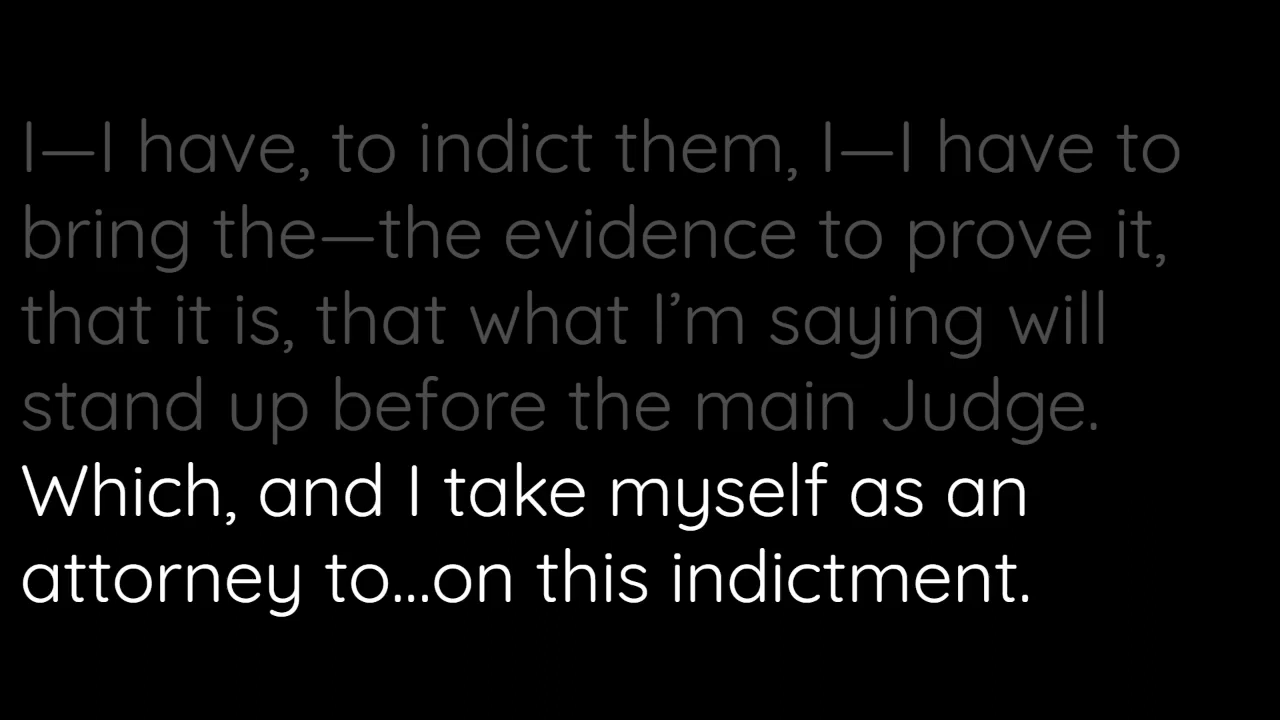 I—I have, to indict them, I—I have to
bring the—the evidence to prove it,
that it is, that what I’m saying will
stand up before the main Judge.
Which, and I take myself as an
attorney to...on this indictment.